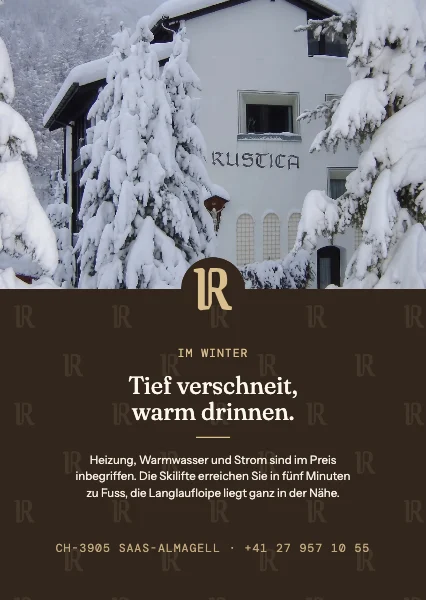 RUSTICA
1R
IM WINTER
Tief verschneit,
warm drinnen.
Heizung, Warmwasser und Strom sind im Preis
inbegriffen. Die Skilifte erreichen Sie in fünf Minuten
zu Fuss, die Langlaufloipe liegt ganz in der Nähe.
CH-3905 SAAS-ALMAGELL · +41 27 957 10 55